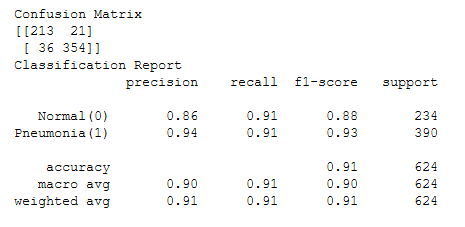 Confusion Matrix
[[213  21]
 [ 36 354]]
Classification Report
              precision    recall  f1-score   support

   Normal(0)       0.86      0.91      0.88       234
Pneumonia(1)       0.94      0.91      0.93       390

    accuracy                           0.91       624
   macro avg       0.90      0.91      0.90       624
weighted avg       0.91      0.91      0.91       624